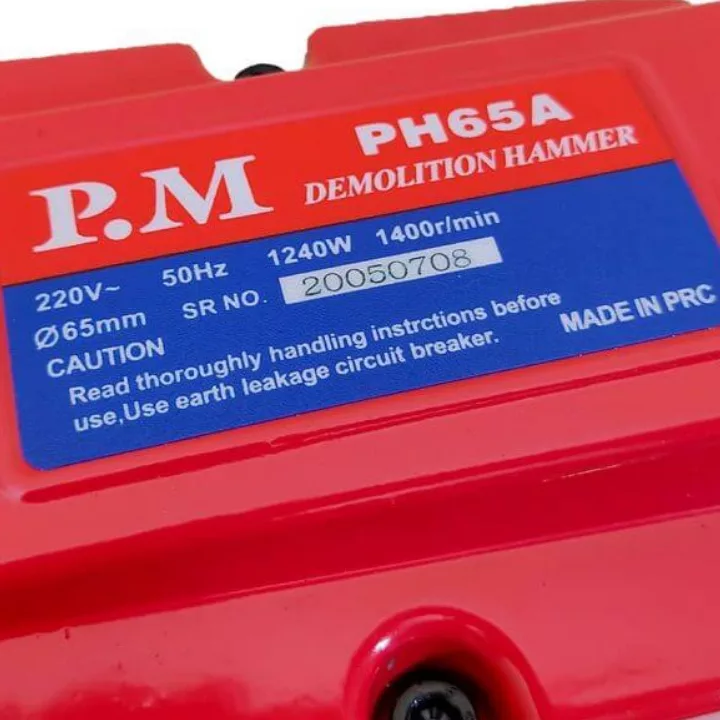 P.M
PH65A
DEMOLITION HAMMER
220V~ 50Hz 1240W 1400r/min
Ø65mm SR NO. 20050708
CAUTION
Read thoroughly handling instrctions before
use,Use earth leakage circuit breaker.
MADE IN PRC